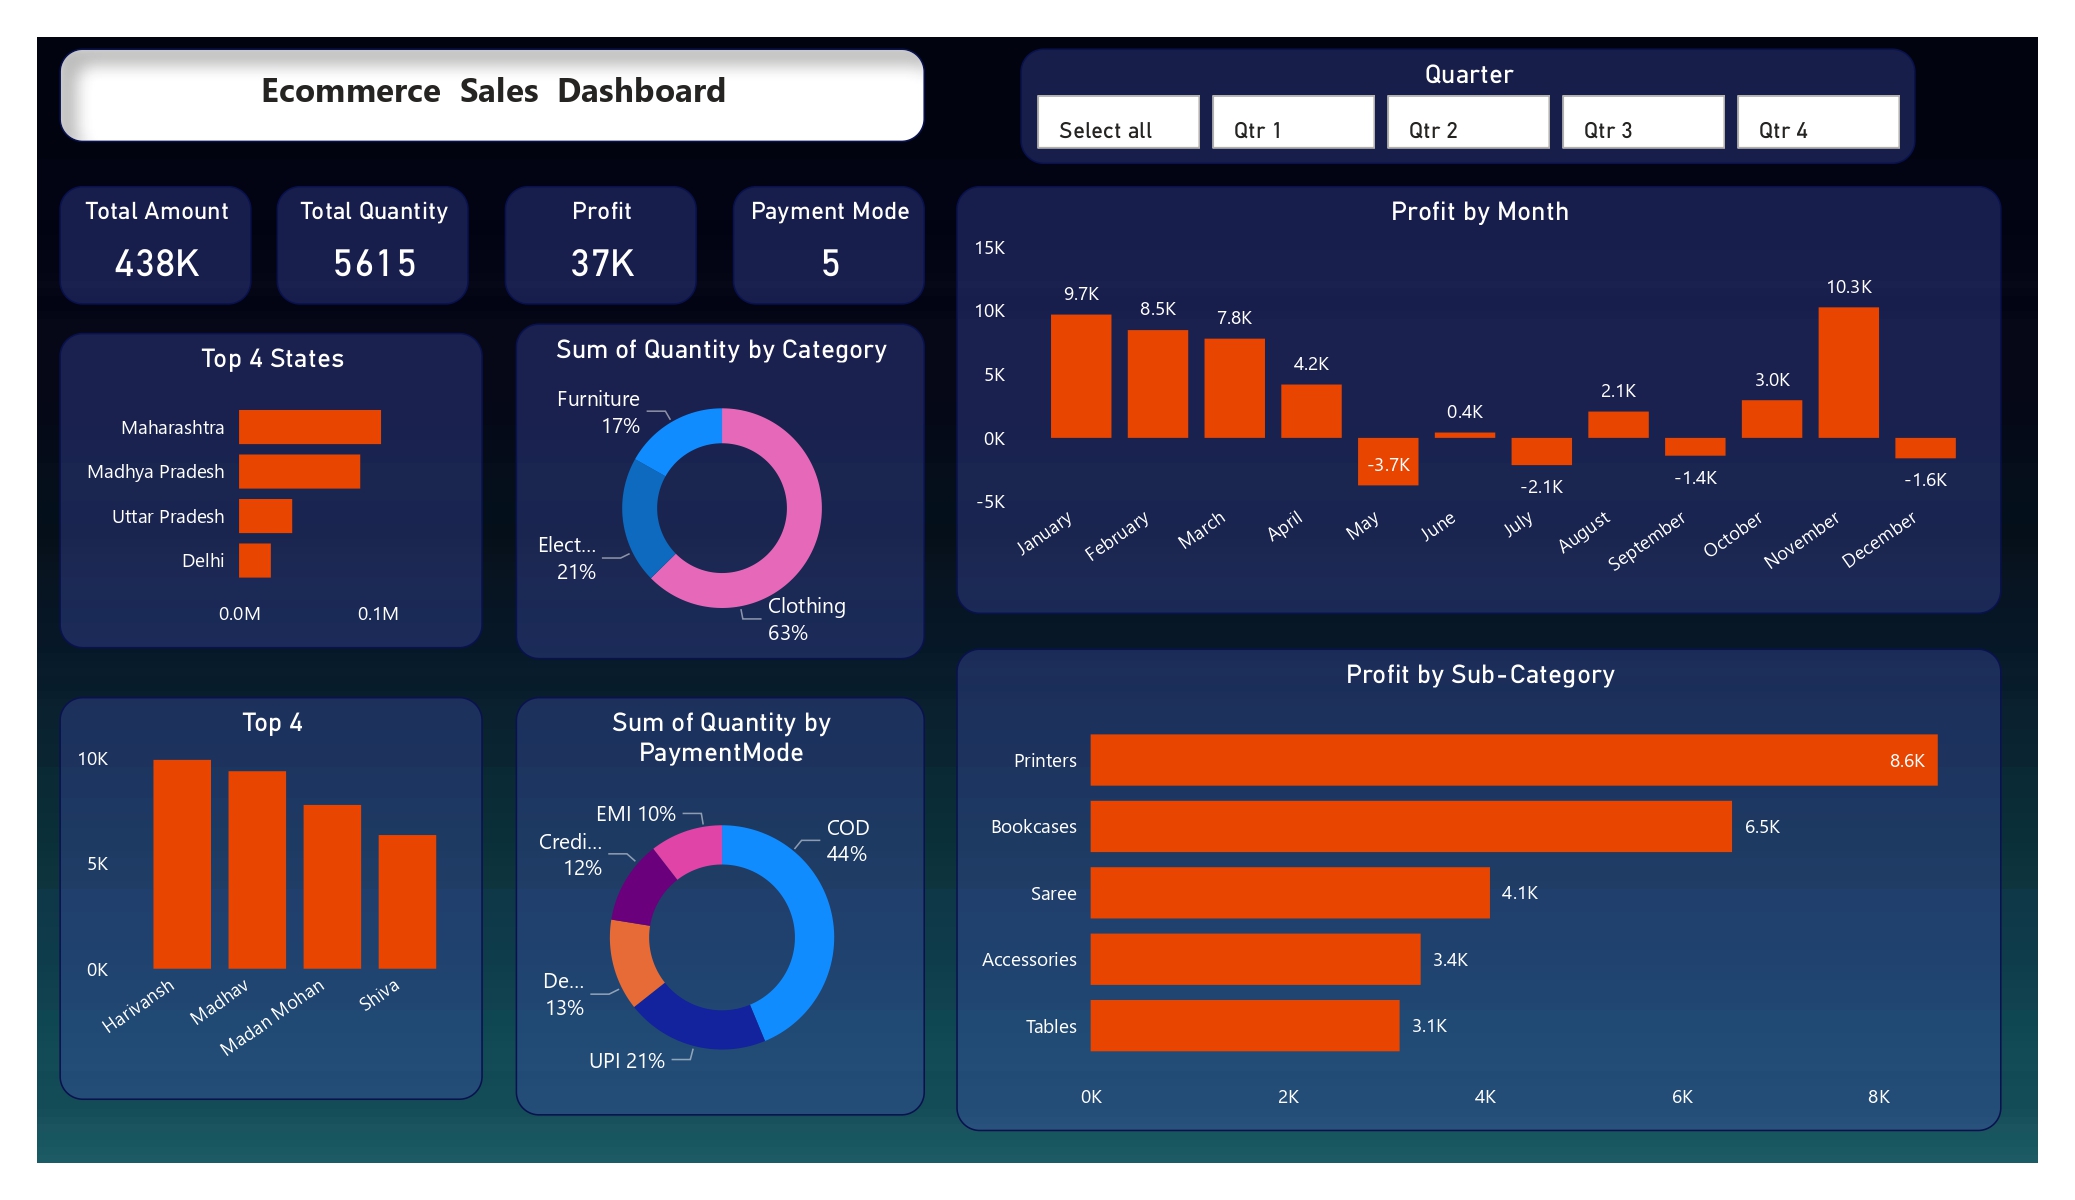 Ecommerce Sales Dashboard
Quarter
Select all
Qtr 1
Qtr 2
Qtr 3
Qtr 4
Total Amount
438K
Total Quantity
5615
Profit
37K
Payment Mode
5
Top 4 States
Maharashtra
Madhya Pradesh
Uttar Pradesh
Delhi
0.0M
0.1M
Sum of Quantity by Category
Furniture
17%
Elect...
21%
Clothing
63%
Profit by Month
15K
10K
5K
0K
-5K
9.7K
8.5K
7.8K
4.2K
-3.7K
0.4K
-2.1K
2.1K
-1.4K
3.0K
10.3K
-1.6K
January
February
March
April
May
June
July
August
September
October
November
December
Top 4
10K
5K
0K
Harivansh
Madhav
Madan Mohan
Shiva
Sum of Quantity by
PaymentMode
EMI 10%
COD
44%
Credi...
12%
De...
13%
UPI 21%
Profit by Sub-Category
Printers
8.6K
Bookcases
6.5K
Saree
4.1K
Accessories
3.4K
Tables
3.1K
0K
2K
4K
6K
8K